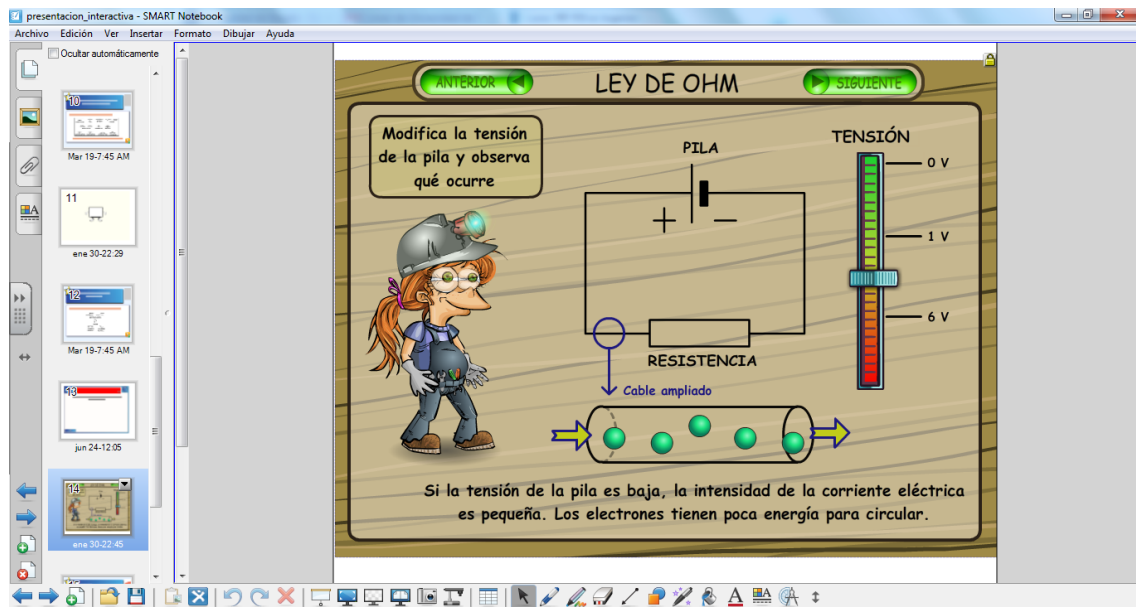 presentacion_interactiva - SMART Notebook
Archivo Edición Ver Insertar Formato Dibujar Ayuda
Ocultar automáticamente
10
Mar 19-7:45 AM
11
ene 30-22:29
12
Mar 19-7:45 AM
13
jun 24-12:05
14
ene 30-22:45
ANTERIOR
LEY DE OHM
SIGUIENTE
Modifica la tensión
de la pila y observa
qué ocurre
PILA
+ −
RESISTENCIA
Cable ampliado
TENSIÓN
0 V
1 V
6 V
Si la tensión de la pila es baja, la intensidad de la corriente eléctrica
es pequeña. Los electrones tienen poca energía para circular.